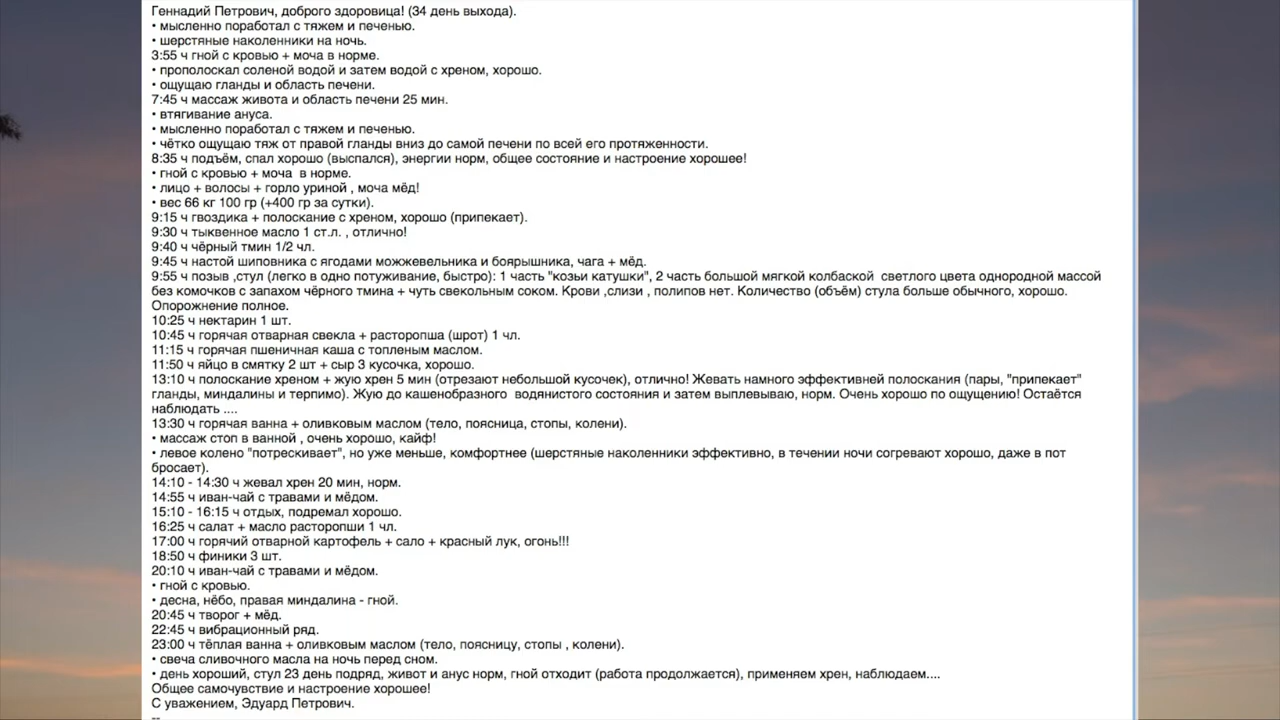 Геннадий Петрович, доброго здоровица! (34 день выхода).
• мысленно поработал с тяжем и печенью.
• шерстяные наколенники на ночь.
3:55 ч гной с кровью + моча в норме.
• прополоскал соленой водой и затем водой с хреном, хорошо.
• ощущаю гланды и область печени.
7:45 ч массаж живота и область печени 25 мин.
• втягивание ануса.
• мысленно поработал с тяжем и печенью.
• чётко ощущаю тяж от правой гланды вниз до самой печени по всей его протяженности.
8:35 ч подъём, спал хорошо (выспался), энергии норм, общее состояние и настроение хорошее!
• гной с кровью + моча  в норме.
• лицо + волосы + горло уриной , моча мёд!
• вес 66 кг 100 гр (+400 гр за сутки).
9:15 ч гвоздика + полоскание с хреном, хорошо (припекает).
9:30 ч тыквенное масло 1 ст.л. , отлично!
9:40 ч чёрный тмин 1/2 чл.
9:45 ч настой шиповника с ягодами можжевельника и боярышника, чага + мёд.
9:55 ч позыв ,стул (легко в одно потуживание, быстро): 1 часть "козьи катушки", 2 часть большой мягкой колбаской  светлого цвета однородной массой
без комочков с запахом чёрного тмина + чуть свекольным соком. Крови ,слизи , полипов нет. Количество (объём) стула больше обычного, хорошо.
Опорожнение полное.
10:25 ч нектарин 1 шт.
10:45 ч горячая отварная свекла + расторопша (шрот) 1 чл.
11:15 ч горячая пшеничная каша с топленым маслом.
11:50 ч яйцо в смятку 2 шт + сыр 3 кусочка, хорошо.
13:10 ч полоскание хреном + жую хрен 5 мин (отрезают небольшой кусочек), отлично! Жевать намного эффективней полоскания (пары, "припекает"
гланды, миндалины и терпимо). Жую до кашенобразного  водянистого состояния и затем выплевываю, норм. Очень хорошо по ощущению! Остаётся
наблюдать ....
13:30 ч горячая ванна + оливковым маслом (тело, поясница, стопы, колени).
• массаж стоп в ванной , очень хорошо, кайф!
• левое колено "потрескивает", но уже меньше, комфортнее (шерстяные наколенники эффективно, в течении ночи согревают хорошо, даже в пот
бросает).
14:10 - 14:30 ч жевал хрен 20 мин, норм.
14:55 ч иван-чай с травами и мёдом.
15:10 - 16:15 ч отдых, подремал хорошо.
16:25 ч салат + масло расторопши 1 чл.
17:00 ч горячий отварной картофель + сало + красный лук, огонь!!!
18:50 ч финики 3 шт.
20:10 ч иван-чай с травами и мёдом.
• гной с кровью.
• десна, нёбо, правая миндалина - гной.
20:45 ч творог + мёд.
22:45 ч вибрационный ряд.
23:00 ч тёплая ванна + оливковым маслом (тело, поясницу, стопы , колени).
• свеча сливочного масла на ночь перед сном.
• день хороший, стул 23 день подряд, живот и анус норм, гной отходит (работа продолжается), применяем хрен, наблюдаем....
Общее самочувствие и настроение хорошее!
С уважением, Эдуард Петрович.
--